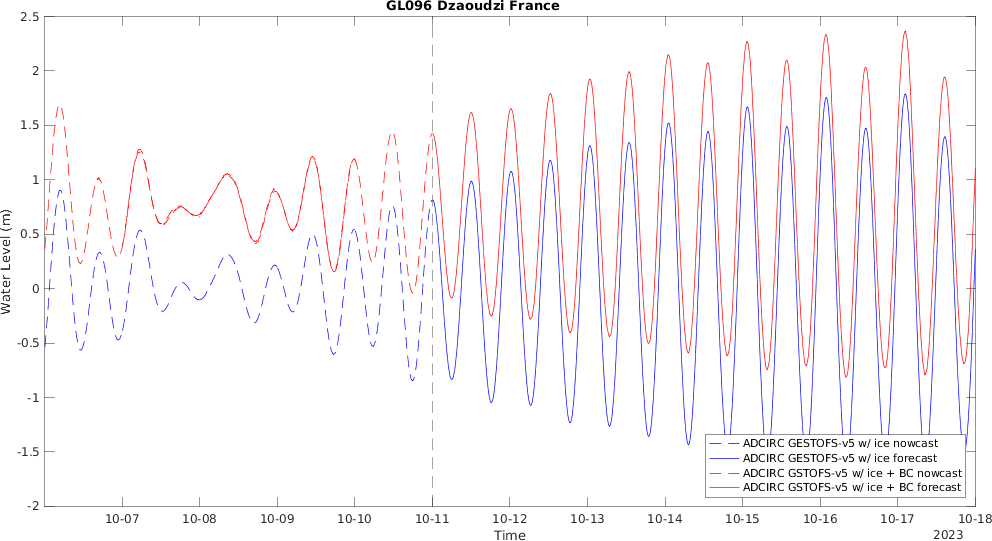 GL096 Dzaoudzi France
2.5
2
1.5
1
0.5
0
-0.5
-1
-1.5
-2
Water Level (m)
ADCIRC GESTOFS-v5 w/ ice nowcast
ADCIRC GESTOFS-v5 w/ ice forecast
ADCIRC GSTOFS-v5 w/ ice + BC nowcast
ADCIRC GSTOFS-v5 w/ ice + BC forecast
10-07 10-08 10-09 10-10 10-11 10-12 10-13 10-14 10-15 10-16 10-17 10-18
Time
2023